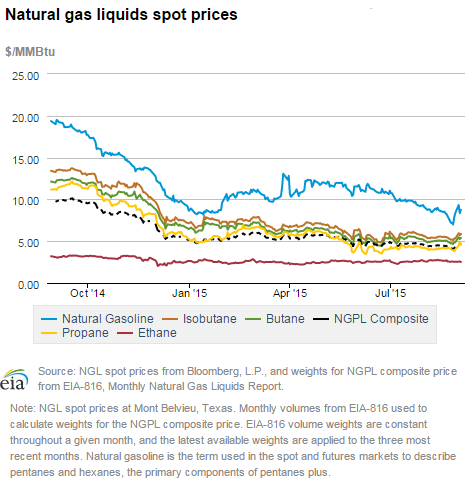 Natural gas liquids spot prices
$/MMBtu
25.00
20.00
15.00
10.00
5.00
0.00
Oct '14 Jan '15 Apr '15 Jul '15
Natural Gasoline Isobutane Butane NGPL Composite
Propane Ethane
eia
Source: NGL spot prices from Bloomberg, L.P., and weights for NGPL composite price
from EIA-816, Monthly Natural Gas Liquids Report.
Note: NGL spot prices at Mont Belvieu, Texas. Monthly volumes from EIA-816 used to
calculate weights for the NGPL composite price. EIA-816 volume weights are constant
throughout a given month, and the latest available weights are applied to the three most
recent months. Natural gasoline is the term used in the spot and futures markets to describe
pentanes and hexanes, the primary components of pentanes plus.